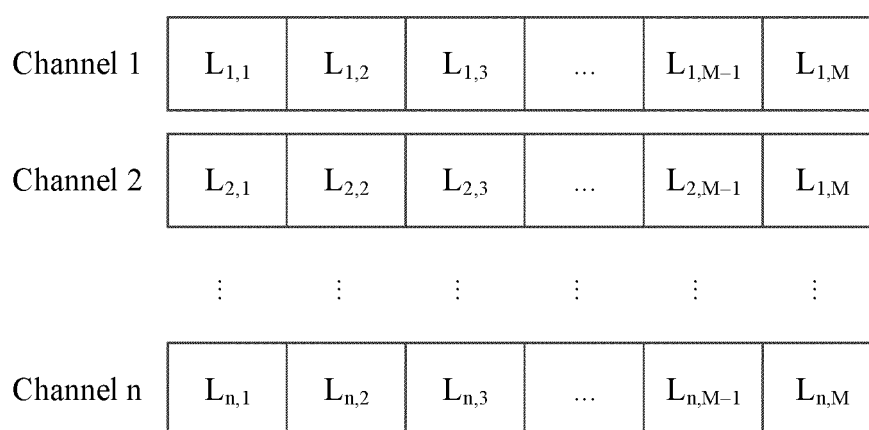 Channel 1 L1,1 L1,2 L1,3 ... L1,M–1 L1,M
Channel 2 L2,1 L2,2 L2,3 ... L2,M–1 L1,M
⋮ ⋮ ⋮ ⋮ ⋮ ⋮
Channel n Ln,1 Ln,2 Ln,3 ... Ln,M–1 Ln,M